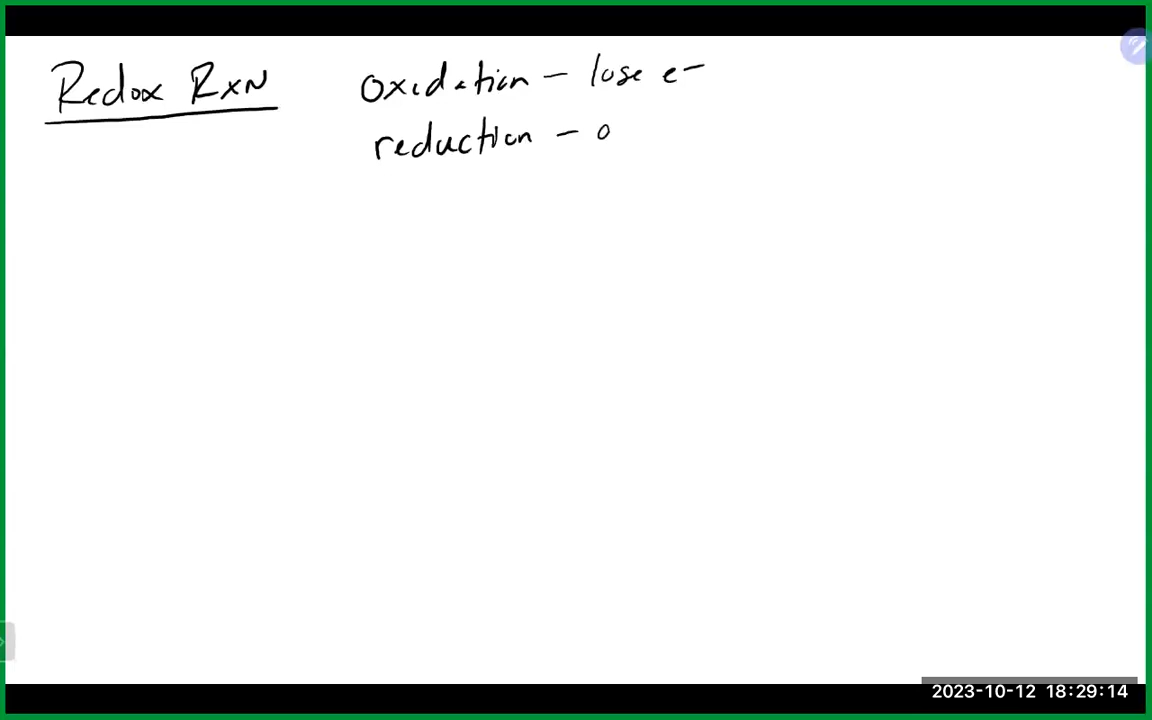 Redox Rxn
oxidation - lose e-
reduction -
2023-10-12 18:29:14